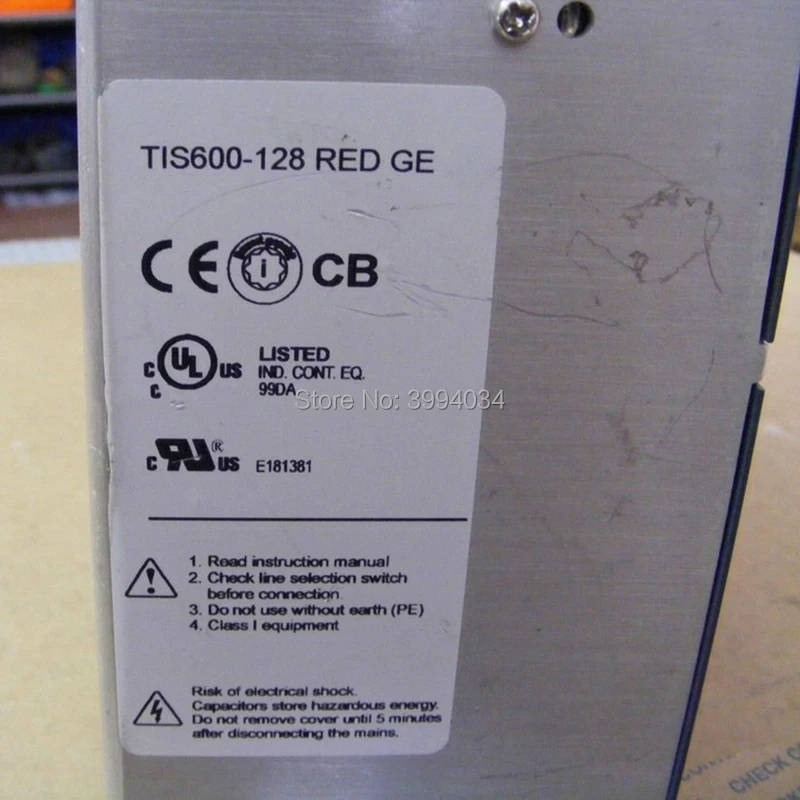 TIS600-128 RED GE
CE i CB
C UL US LISTED
IND. CONT. EQ.
C 99DA
Store No: 3994034
C RU ® US E181381
1. Read instruction manual
2. Check line selection switch
before connection
3. Do not use without earth (PE)
4. Class I equipment
Risk of electrical shock.
Capacitors store hazardous energy.
Do not remove cover until 5 minutes
after disconnecting the mains.
CHECK